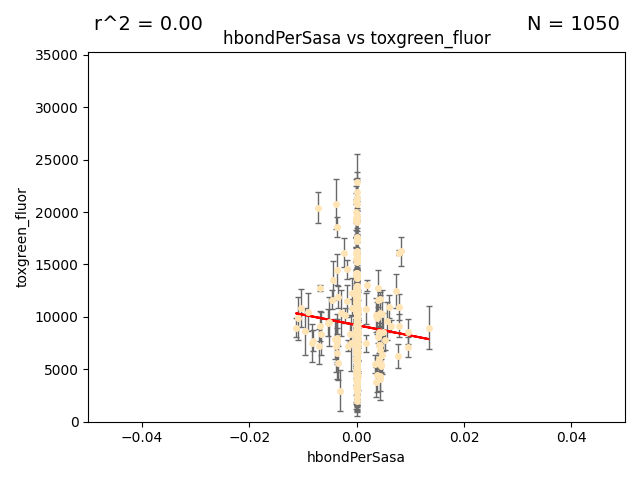 r^2 = 0.00
N = 1050
hbondPerSasa vs toxgreen_fluor
35000
30000
25000
20000
15000
10000
5000
0
toxgreen_fluor
−0.04
−0.02
0.00
0.02
0.04
hbondPerSasa